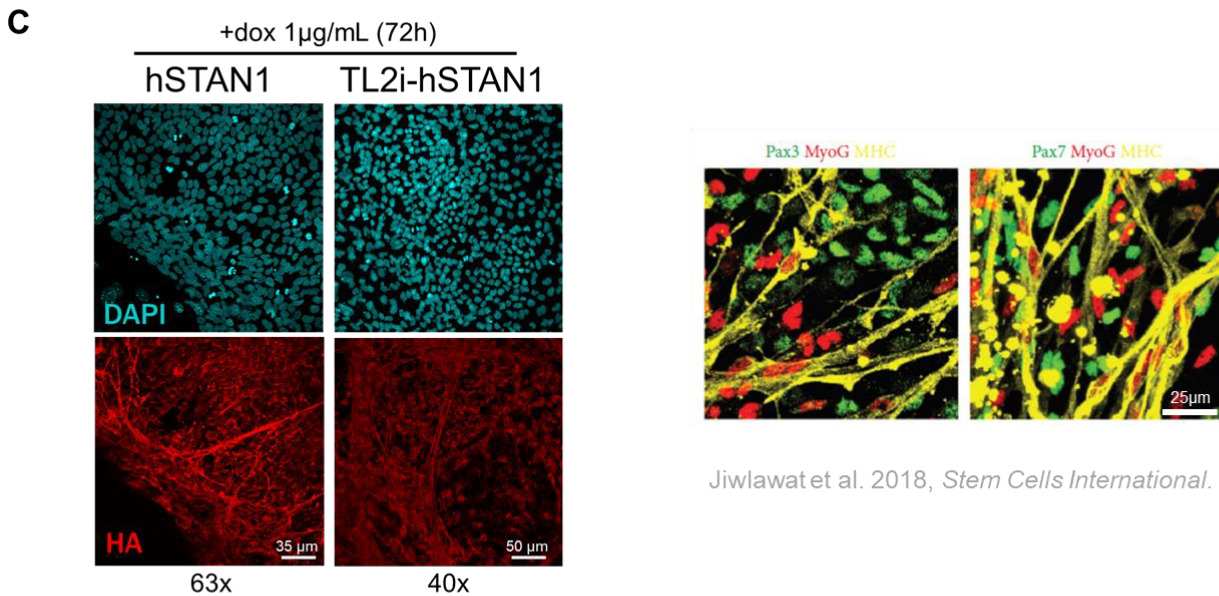 C
+dox 1µg/mL (72h)
hSTAN1 TL2i-hSTAN1
DAPI
HA
35 µm
50 µm
63x 40x
Pax3 MyoG MHC
Pax7 MyoG MHC
25µm
Jiwlawat et al. 2018, Stem Cells International.